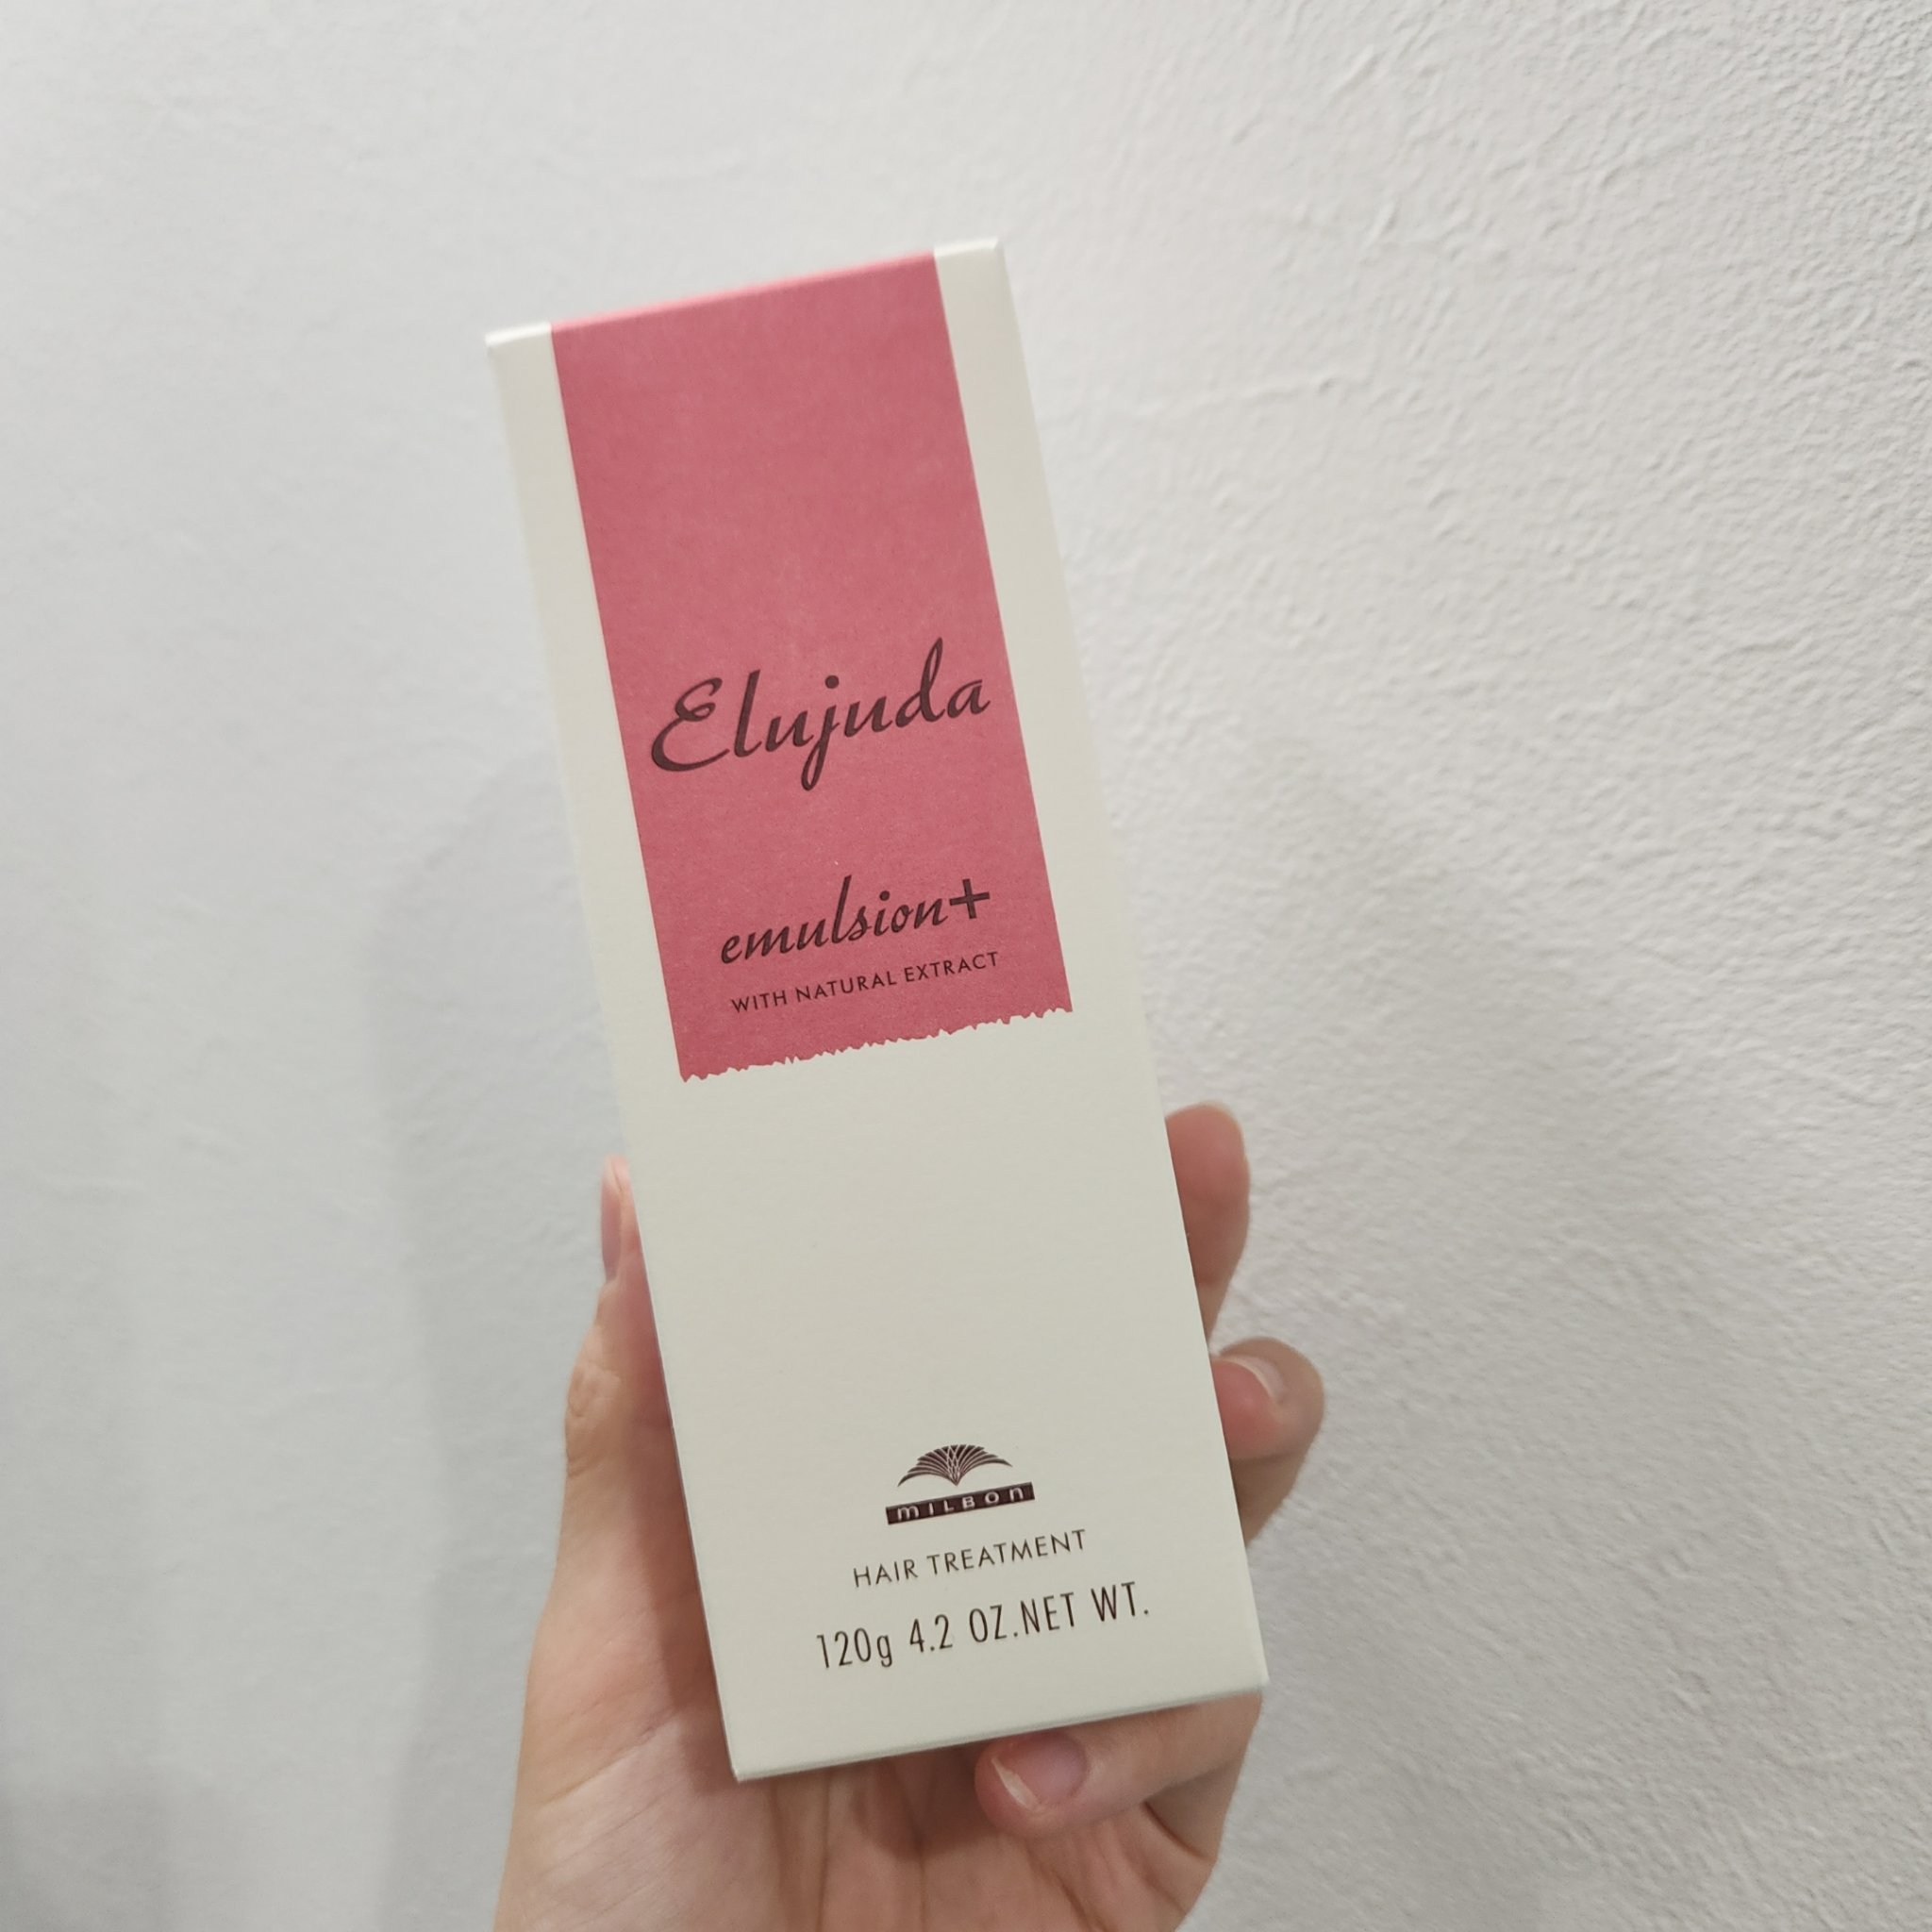 Elujuda
emulsion+
WITH NATURAL EXTRACT
MILBON
HAIR TREATMENT
120g 4.2 OZ.NET WT.